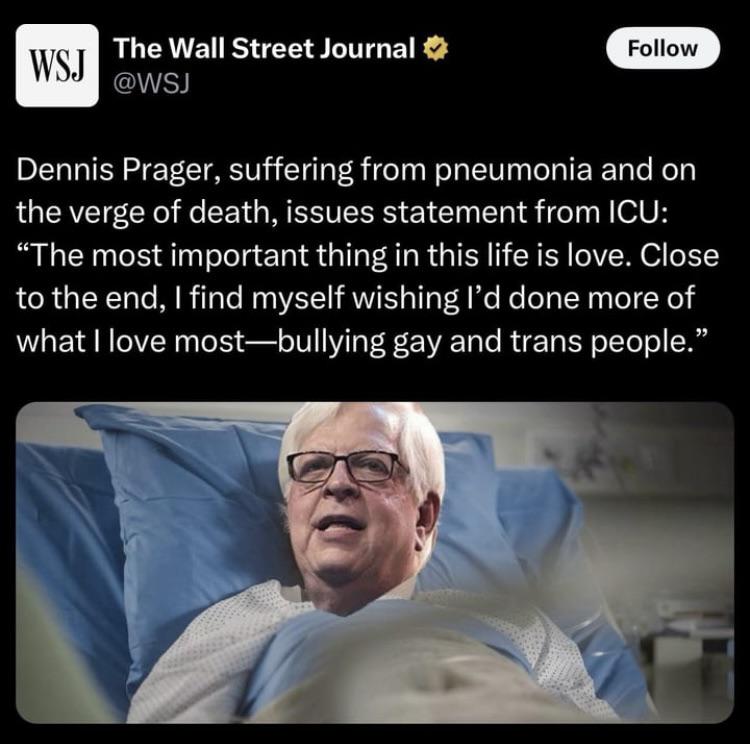 WSJ
The Wall Street Journal
Follow
@WSJ
Dennis Prager, suffering from pneumonia and on
the verge of death, issues statement from ICU:
“The most important thing in this life is love. Close
to the end, I find myself wishing I’d done more of
what I love most—bullying gay and trans people.”